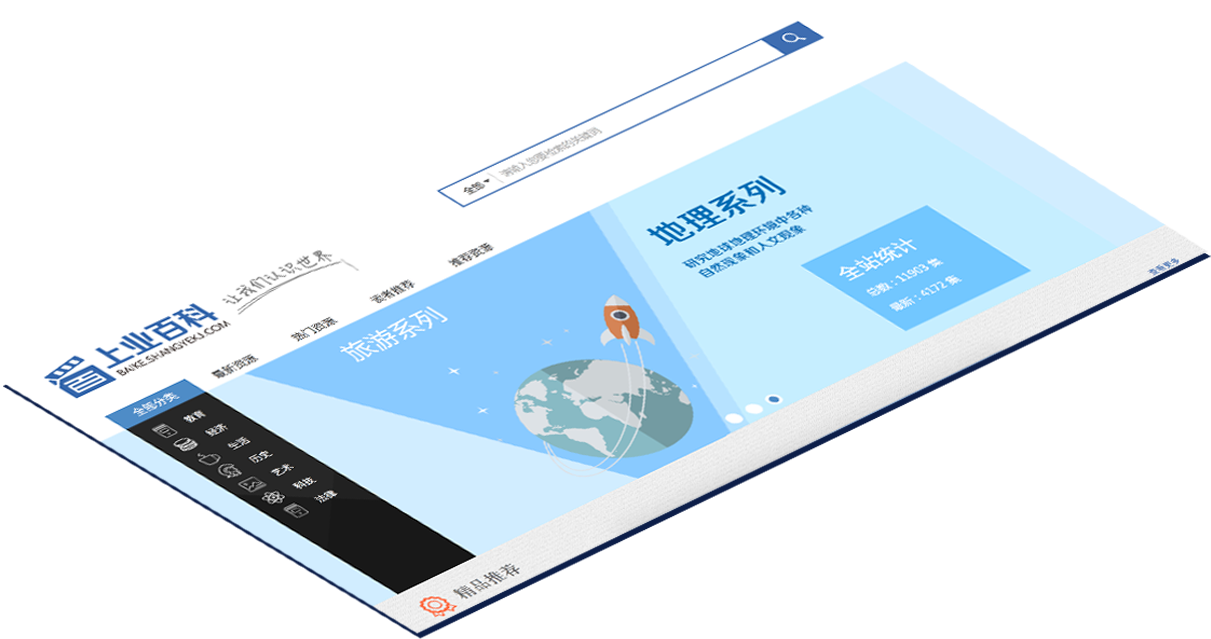 全部
请输入您要检索的关键词
让我们认识世界
上业百科
BAIKE.SHANGYEKU.COM
全部分类
最新资源
热门资源
读者推荐
推荐资源
教育
经济
生活
历史
艺术
科技
法律
旅游系列
地理系列
研究地球地理环境中各种
自然现象和人文现象
全站统计
总数：11903 集
最新：4172 集
精品推荐
查看更多